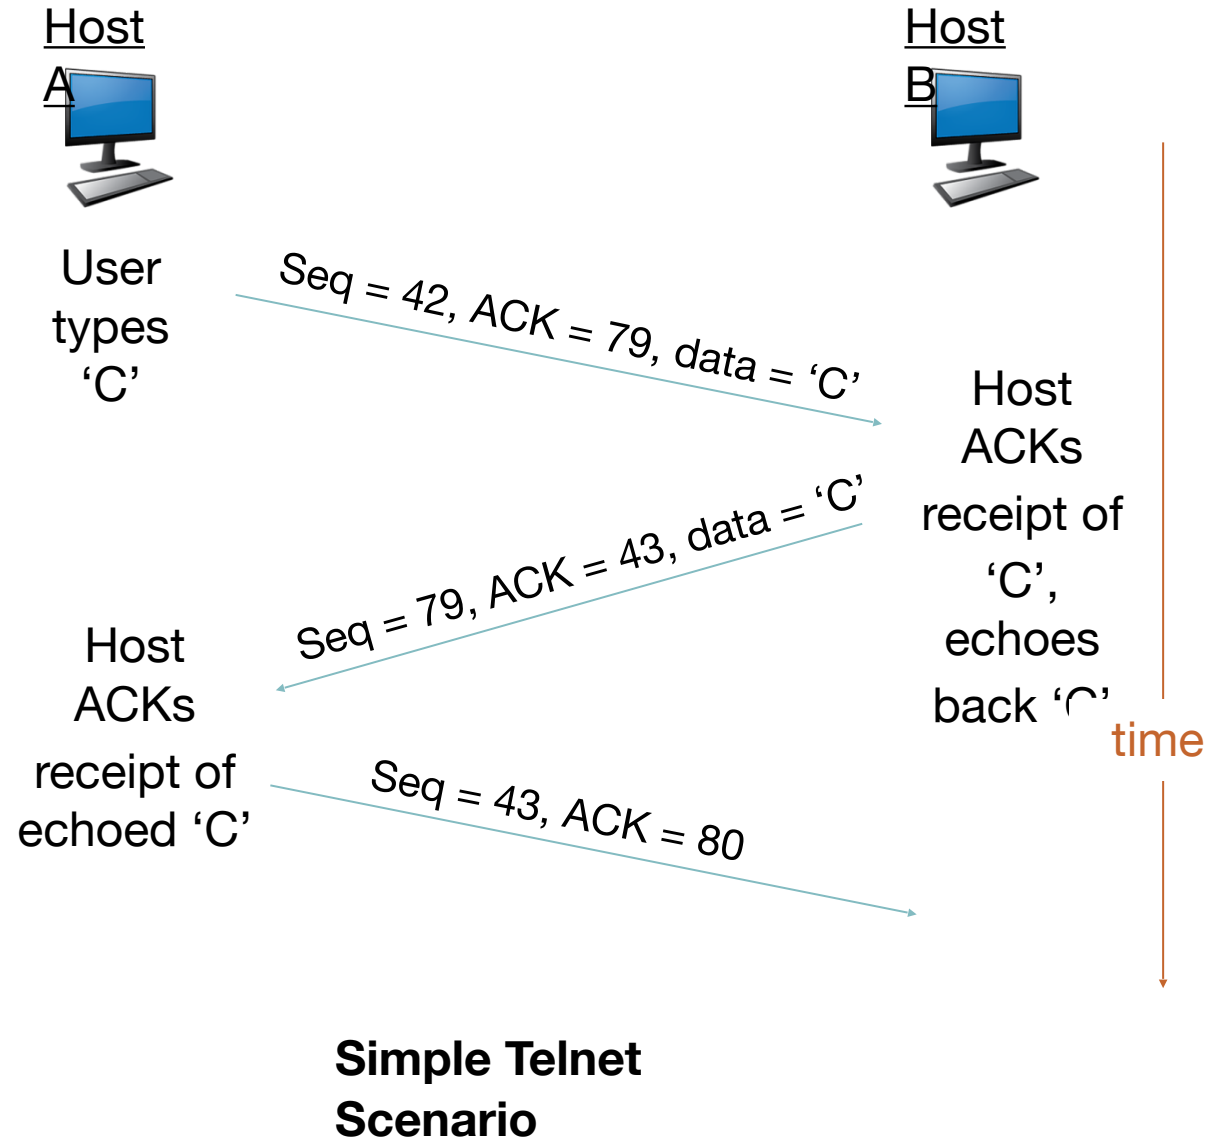 Host
A
Host
B
User
types
‘C’
Seq = 42, ACK = 79, data = ‘C’
Host
ACKs
receipt of
‘C’,
echoes
back ‘C’
Seq = 79, ACK = 43, data = ‘C’
Host
ACKs
receipt of
echoed ‘C’
time
Seq = 43, ACK = 80
Simple Telnet
Scenario